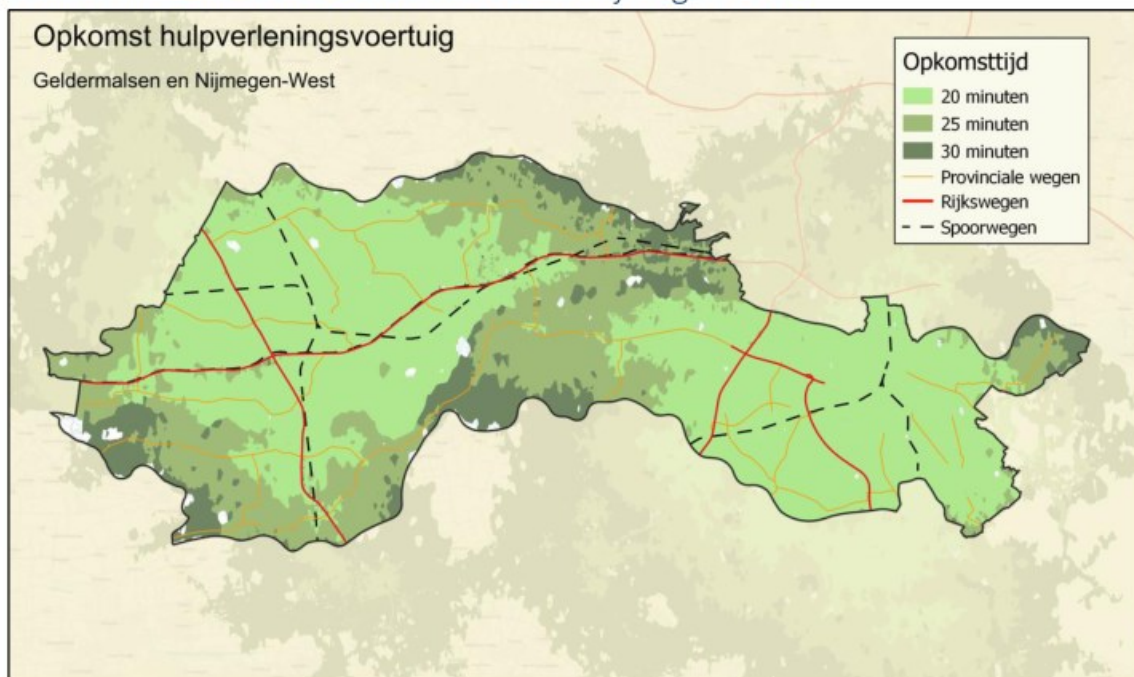 Opkomst hulpverleningsvoertuig
Geldermalsen en Nijmegen-West
Opkomsttijd
20 minuten
25 minuten
30 minuten
Provinciale wegen
Rijkswegen
Spoorwegen